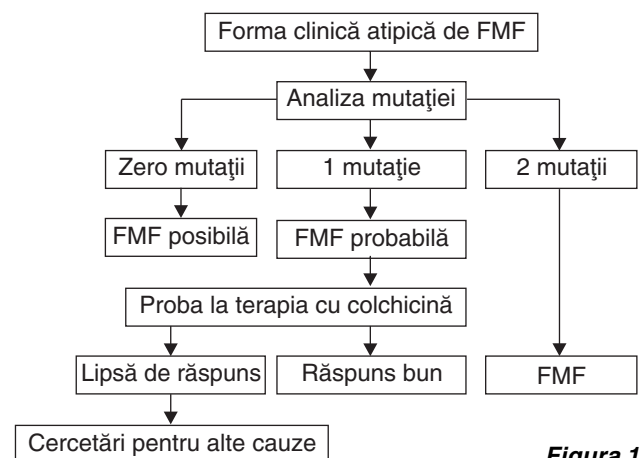 Forma clinică atipică de FMF
Analiza mutaţiei
Zero mutaţii
1 mutaţie
2 mutaţii
FMF posibilă
FMF probabilă
Proba la terapia cu colchicină
Lipsă de răspuns
Răspuns bun
FMF
Cercetări pentru alte cauze
Figura 1